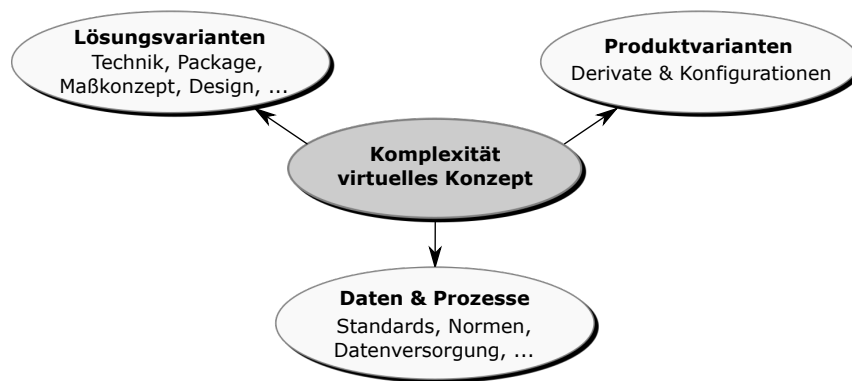 Lösungsvarianten
Technik, Package,
Maßkonzept, Design, ...
Produktvarianten
Derivate & Konfigurationen
Komplexität
virtuelles Konzept
Daten & Prozesse
Standards, Normen,
Datenversorgung, ...